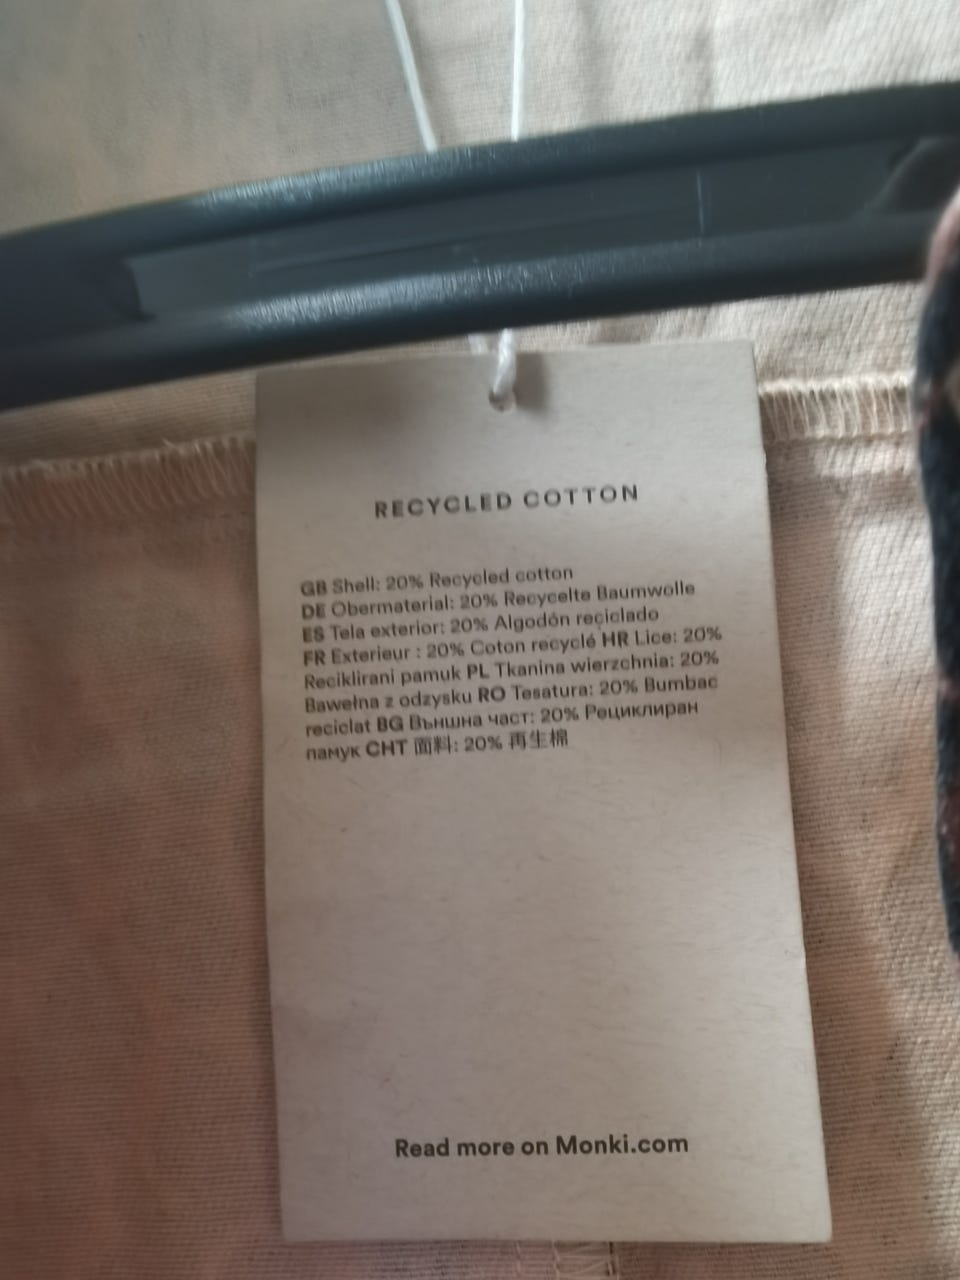 RECYCLED COTTON
GB Shell: 20% Recycled cotton
DE Obermaterial: 20% Recycelte Baumwolle
ES Tela exterior: 20% Algodón reciclado
FR Exterieur : 20% Coton recyclé HR Lice: 20%
Reciklirani pamuk PL Tkanina wierzchnia: 20%
Bawełna z odzysku RO Tesatura: 20% Bumbac
reciclat BG Външна част: 20% Рециклиран
памук CHT 面料: 20% 再生棉
Read more on Monki.com